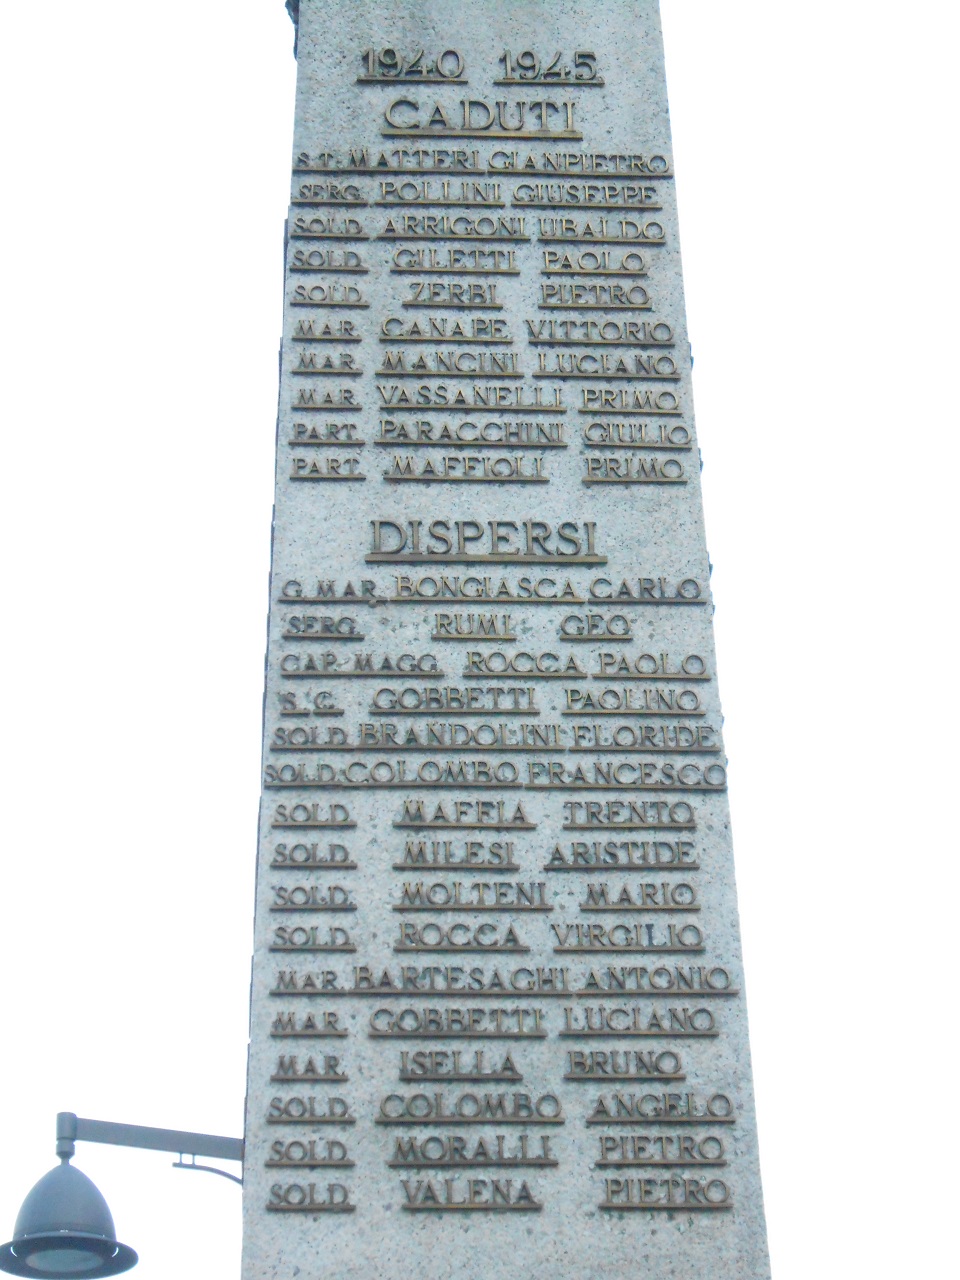 1940 1945
CADUTI
S.T. MATTERI GIANPIETRO
SERG. POLLINI GIUSEPPE
SOLD. ARRIGONI UBALDO
SOLD. GILETTI PAOLO
SOLD. ZERBI PIETRO
MAR. CANAPE VITTORIO
MAR. MANCINI LUCIANO
MAR. VASSANELLI PRIMO
PART. PARACCHINI GIULIO
PART. MAFFIOLI PRIMO
DISPERSI
G.MAR. BONGIASCA CARLO
SERG. RUMI GEO
CAP. MAGG. ROCCA PAOLO
S.C. GOBBETTI PAOLINO
SOLD. BRANDOLINI FLORIDE
SOLD. COLOMBO FRANCESCO
SOLD. MAFFIA TRENTO
SOLD. MILESI ARISTIDE
SOLD. MOLTENI MARIO
SOLD. ROCCA VIRGILIO
MAR. BARTESAGHI ANTONIO
MAR. GOBBETTI LUCIANO
MAR. ISELLA BRUNO
SOLD. COLOMBO ANGELO
SOLD. MORALLI PIETRO
SOLD. VALENA PIETRO